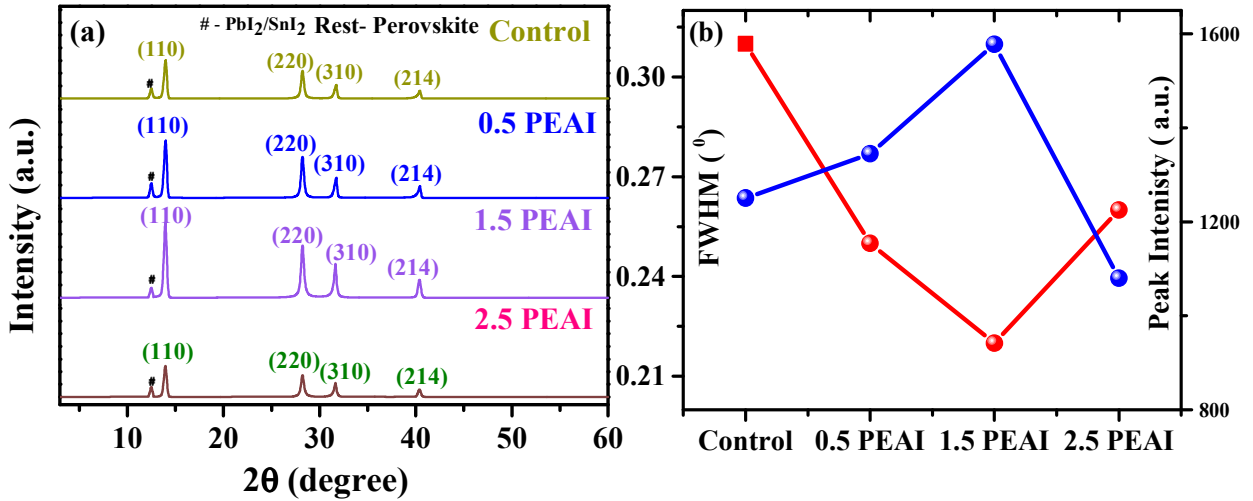 (a)
# - PbI2/SnI2 Rest- Perovskite
Control
(110)
#
(220)
(310)
(214)
0.5 PEAI
(110)
#
(220)
(310)
(214)
1.5 PEAI
(110)
#
(220)
(310)
(214)
2.5 PEAI
(110)
#
(220)
(310)
(214)
Intensity (a.u.)
10 20 30 40 50 60
2θ (degree)
(b)
0.30
0.27
0.24
0.21
FWHM ( 0)
1600
1200
800
Peak Intenisty ( a.u.)
Control 0.5 PEAI 1.5 PEAI 2.5 PEAI